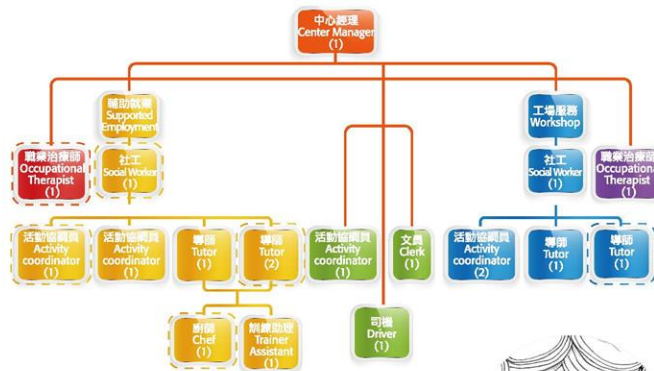 中心經理
Center Manager
(1)
輔助就業
Supported
Employment
工場服務
Workshop
職業治療師
Occupational
Therapist
(1)
社工
Social Worker
(1)
社工
Social Worker
(1)
職業治療師
Occupational
Therapist
(1)
活動協調員
Activity
coordinator
(1)
活動協調員
Activity
coordinator
(1)
導師
Tutor
(1)
導師
Tutor
(2)
活動協調員
Activity
coordinator
(1)
文員
Clerk
(1)
活動協調員
Activity
coordinator
(2)
導師
Tutor
(1)
導師
Tutor
(1)
廚師
Chef
(1)
訓練助理
Trainer
Assistant
(1)
司機
Driver
(1)